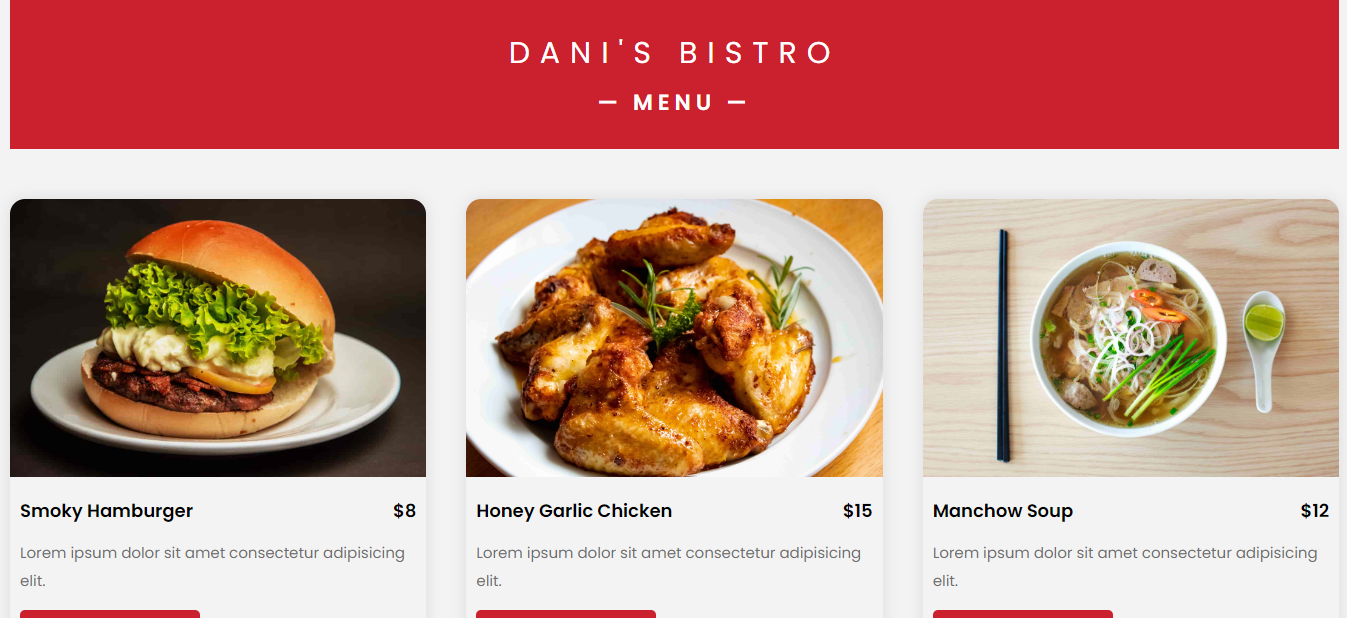 DANI'S BISTRO
— MENU —
Smoky Hamburger $8
Honey Garlic Chicken $15
Manchow Soup $12
Lorem ipsum dolor sit amet consectetur adipisicing
elit.
Lorem ipsum dolor sit amet consectetur adipisicing
elit.
Lorem ipsum dolor sit amet consectetur adipisicing
elit.